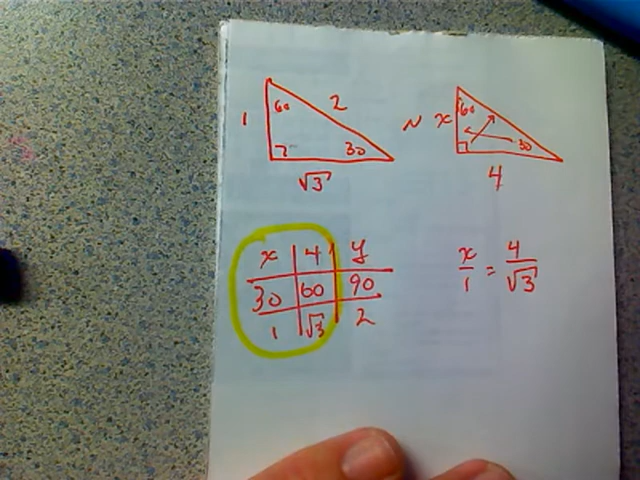 60
1
2
30
√3
~
x
60
30
4
x 4 y
30 60 90
1 √3 2
x/1 = 4/√3